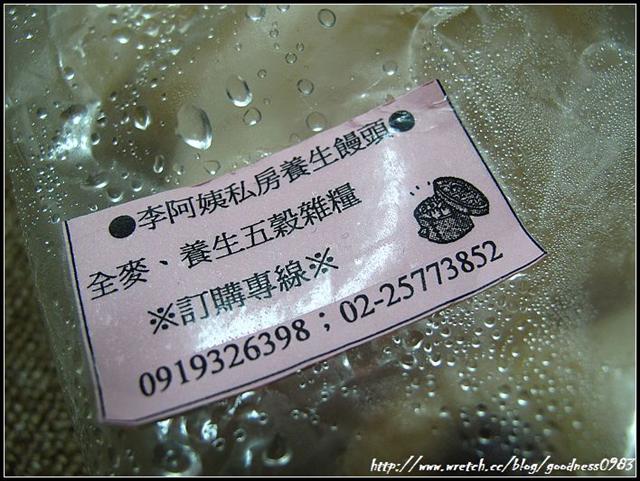 ●李阿姨私房養生饅頭●
全麥、養生五穀雜糧
※訂購專線※
0919326398；02-25773852
http://www.wretch.cc/blog/goodness0983